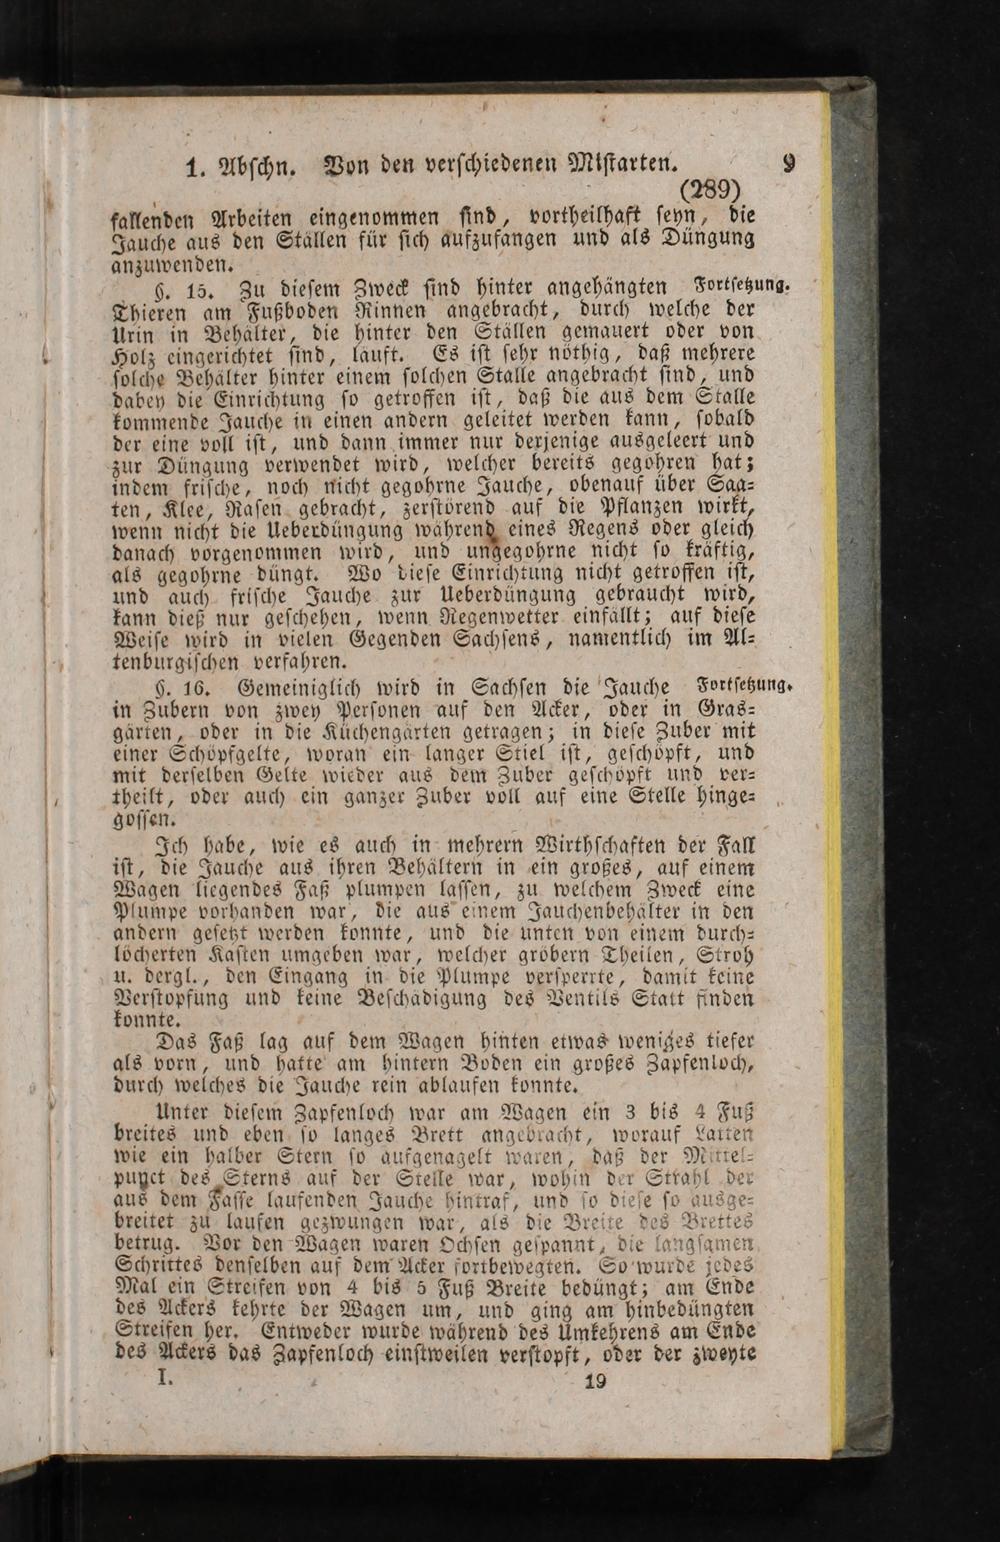 1. Abſchn. Von den verſchiedenen Miſtarten. 9
(289)
fallenden Arbeiten eingenommen ſind, vortheilhaft ſeyn, die
Jauche aus den Ställen für ſich aufzufangen und als Düngung
anzuwenden.
§. 15. Zu dieſem Zweck ſind hinter angehängten Fortſetzung.
Thieren am Fußboden Rinnen angebracht, durch welche der
Urin in Behälter, die hinter den Ställen gemauert oder von
Holz eingerichtet ſind, läuft. Es iſt ſehr nöthig, daß mehrere
ſolche Behälter hinter einem ſolchen Stalle angebracht ſind, und
dabey die Einrichtung ſo getroffen iſt, daß die aus dem Stalle
kommende Jauche in einen andern geleitet werden kann, ſobald
der eine voll iſt, und dann immer nur derjenige ausgeleert und
zur Düngung verwendet wird, welcher bereits gegohren hat;
indem friſche, noch nicht gegohrne Jauche, obenauf über Saa⸗
ten, Klee, Raſen gebracht, zerſtörend auf die Pflanzen wirkt,
wenn nicht die Ueberdüngung während eines Regens oder gleich
danach vorgenommen wird, und ungegohrne nicht ſo kräftig,
als gegohrne düngt. Wo dieſe Einrichtung nicht getroffen iſt,
und auch friſche Jauche zur Ueberdüngung gebraucht wird,
kann dieß nur geſchehen, wenn Regenwetter einfällt; auf dieſe
Weiſe wird in vielen Gegenden Sachſens, namentlich im Al⸗
tenburgiſchen verfahren.
§. 16. Gemeiniglich wird in Sachſen die Jauche Fortſetzung.
in Zubern von zwey Perſonen auf den Acker, oder in Gras⸗
gärten, oder in die Küchengärten getragen; in dieſe Zuber mit
einer Schöpfgelte, woran ein langer Stiel iſt, geſchöpft, und
mit derſelben Gelte wieder aus dem Zuber geſchöpft und ver⸗
theilt, oder auch ein ganzer Zuber voll auf eine Stelle hinge⸗
goſſen.
Ich habe, wie es auch in mehrern Wirthſchaften der Fall
iſt, die Jauche aus ihren Behältern in ein großes, auf einem
Wagen liegendes Faß plumpen laſſen, zu welchem Zweck eine
Plumpe vorhanden war, die aus einem Jauchenbehälter in den
andern geſetzt werden konnte, und die unten von einem durch⸗
löcherten Kaſten umgeben war, welcher gröbern Theilen, Stroh
u. dergl., den Eingang in die Plumpe verſperrte, damit keine
Verſtopfung und keine Beſchädigung des Ventils Statt finden
konnte.
Das Faß lag auf dem Wagen hinten etwas weniges tiefer
als vorn, und hatte am hintern Boden ein großes Zapfenloch,
durch welches die Jauche rein ablaufen konnte.
Unter dieſem Zapfenloch war am Wagen ein 3 bis 4 Fuß
breites und eben ſo langes Brett angebracht, worauf Latten
wie ein halber Stern ſo aufgenagelt waren, daß der Mittel⸗
punct des Sterns auf der Stelle war, wohin der Strahl der
aus dem Faſſe laufenden Jauche hintraf, und ſo dieſe ſo ausge⸗
breitet zu laufen gezwungen war, als die Breite des Brettes
betrug. Vor den Wagen waren Ochſen geſpannt, die langſamen
Schrittes denſelben auf dem Acker fortbewegten. So wurde jedes
Mal ein Streifen von 4 bis 5 Fuß Breite bedüngt; am Ende
des Ackers kehrte der Wagen um, und ging am hinbedüngten
Streifen her. Entweder wurde während des Umkehrens am Ende
des Ackers das Zapfenloch einſtweilen verſtopft, oder der zweyte
I. 19